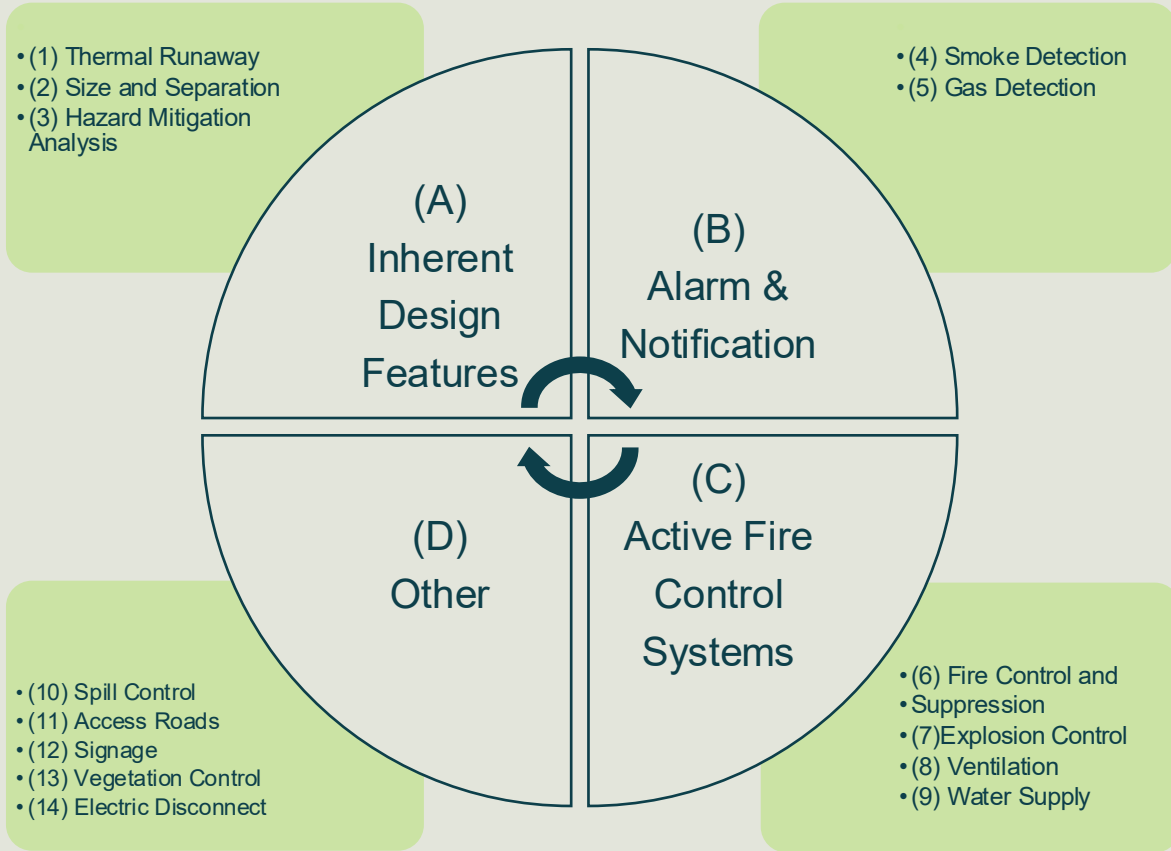 • (1) Thermal Runaway
• (2) Size and Separation
• (3) Hazard Mitigation
Analysis
(A)
Inherent
Design
Features
• (4) Smoke Detection
• (5) Gas Detection
(B)
Alarm &
Notification
(C)
Active Fire
Control
Systems
• (6) Fire Control and
• Suppression
• (7)Explosion Control
• (8) Ventilation
• (9) Water Supply
(D)
Other
• (10) Spill Control
• (11) Access Roads
• (12) Signage
• (13) Vegetation Control
• (14) Electric Disconnect